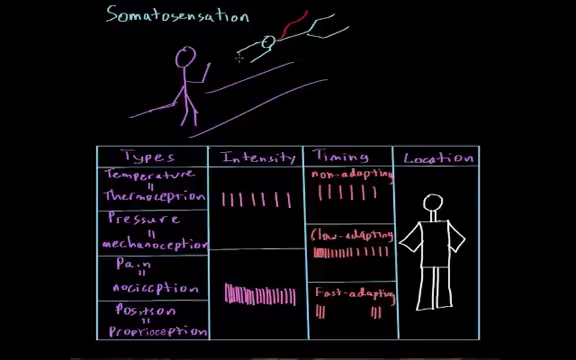 Somatosensation
Types
Intensity
Timing
Location
Temperature
=
Thermoception
Pressure
=
mechanoception
Pain
=
nociception
Position
=
Proprioception
non-adapting
Slow-adapting
Fast-adapting